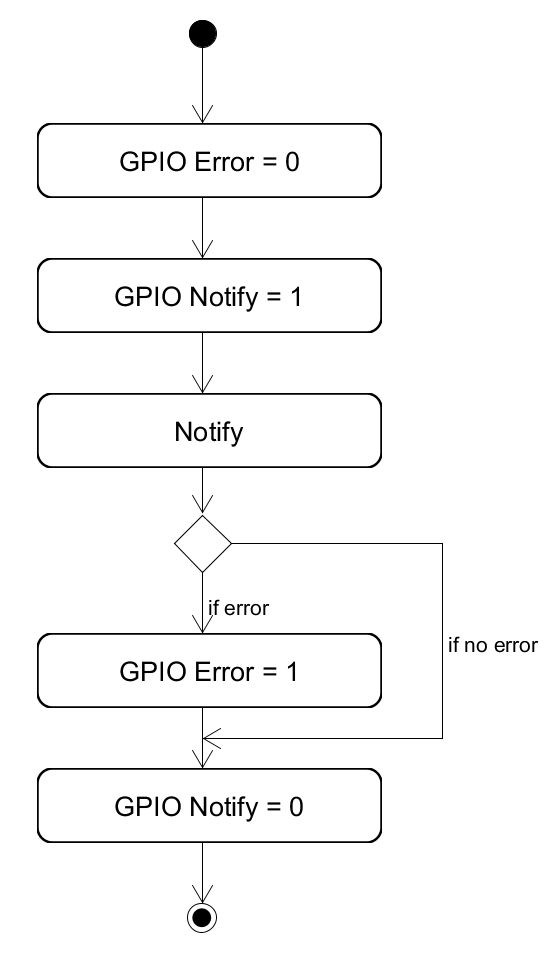 GPIO Error = 0
GPIO Notify = 1
Notify
if error
if no error
GPIO Error = 1
GPIO Notify = 0